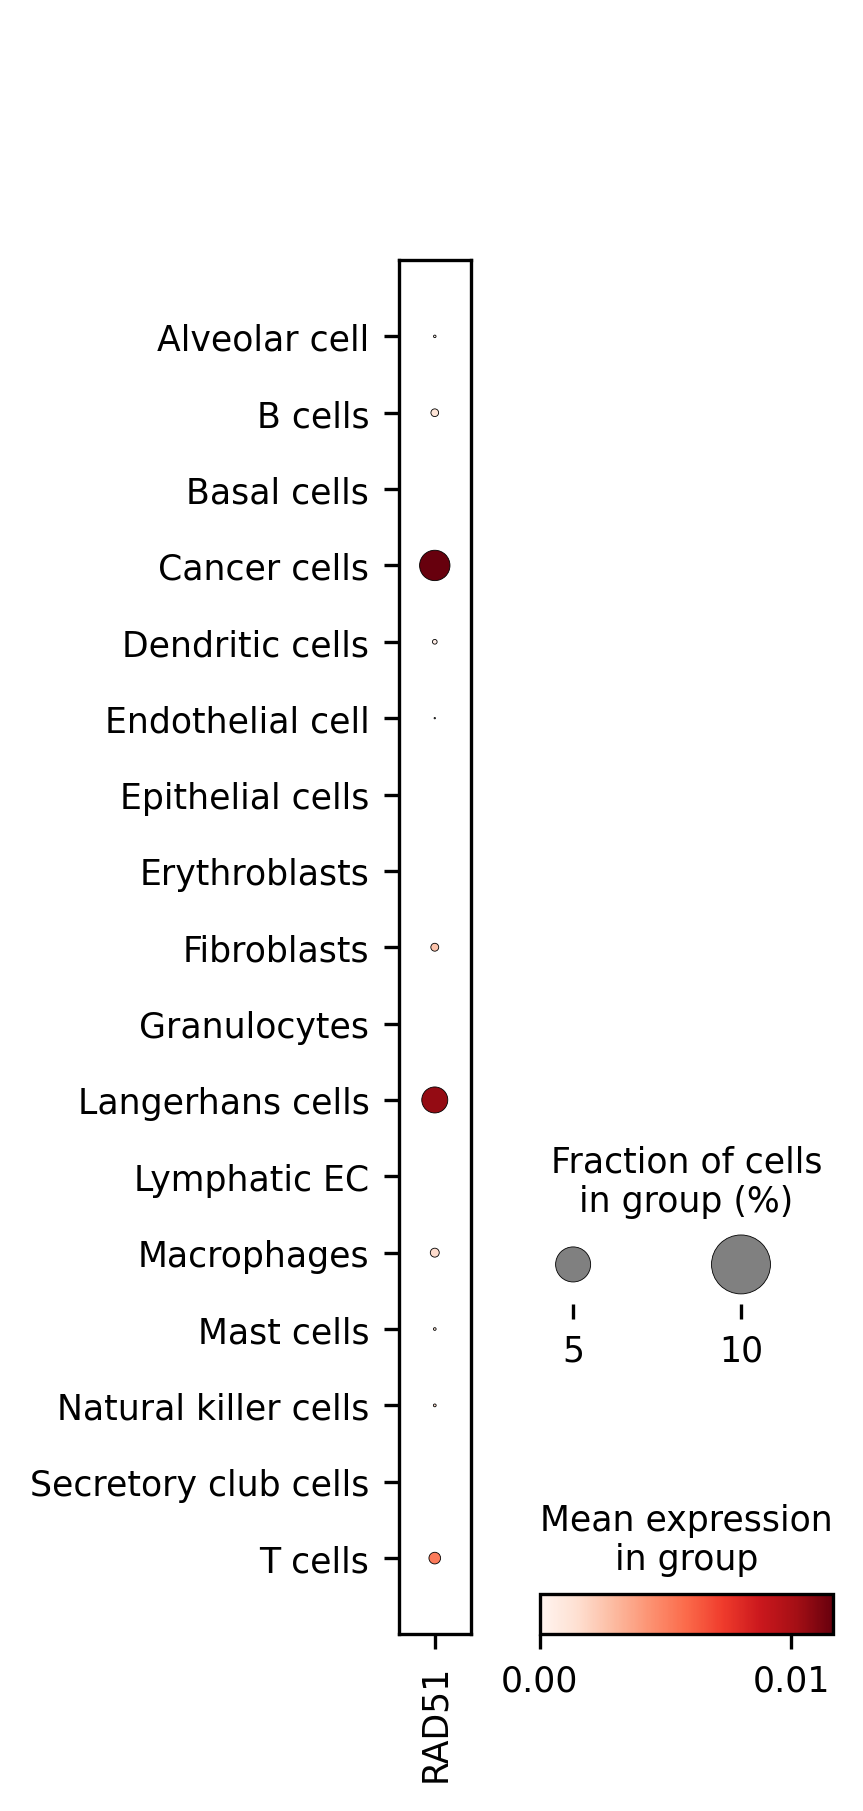 Alveolar cell
B cells
Basal cells
Cancer cells
Dendritic cells
Endothelial cell
Epithelial cells
Erythroblasts
Fibroblasts
Granulocytes
Langerhans cells
Lymphatic EC
Macrophages
Mast cells
Natural killer cells
Secretory club cells
T cells
RAD51
Fraction of cells
in group (%)
5 10
Mean expression
in group
0.00 0.01